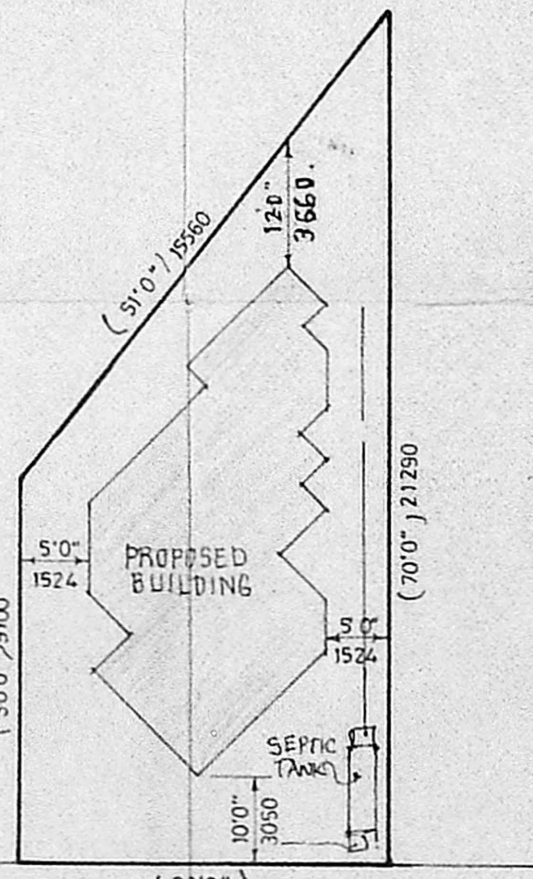 12'0"
3660.
(51'0") 15560
5'0"
1524
PROPOSED
BUILDING
(70'0") 21290
5'0"
1524
SEPTIC
TANK
10'0"
3050